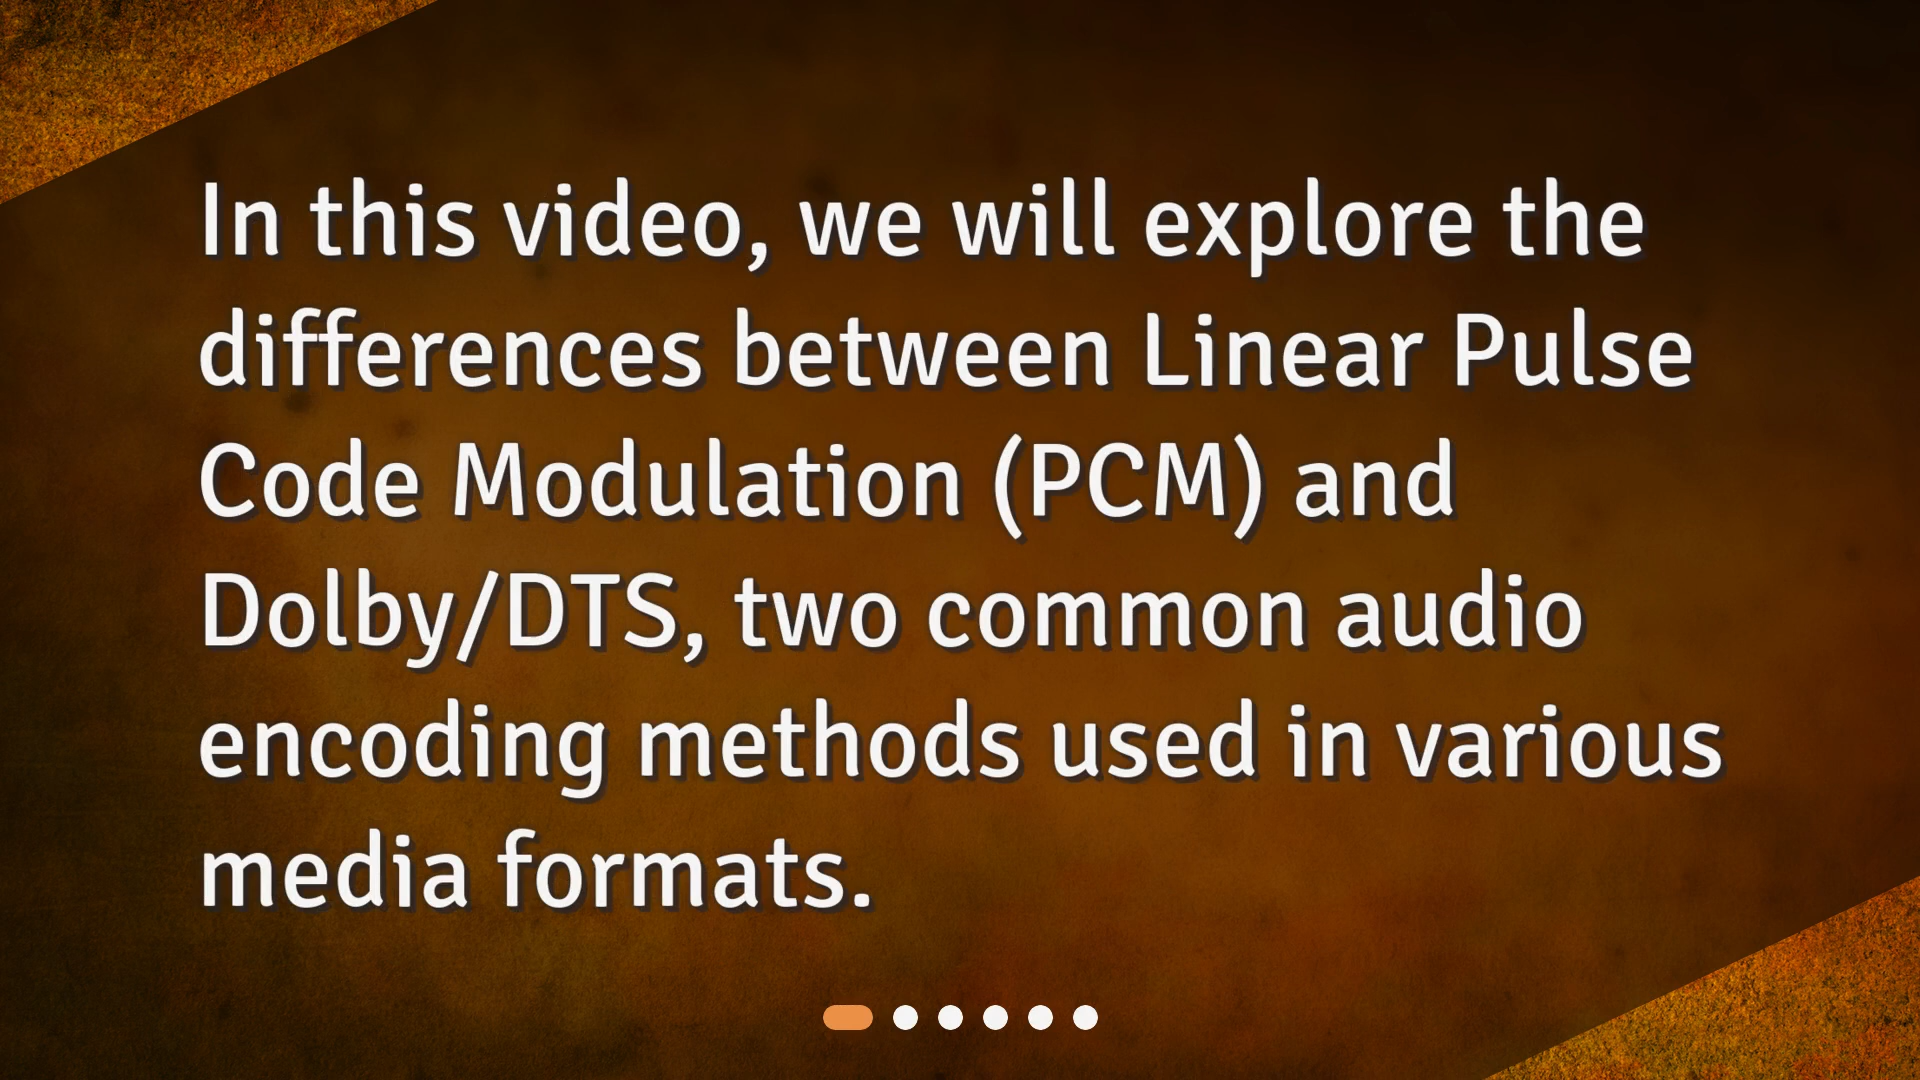 In this video, we will explore the
differences between Linear Pulse
Code Modulation (PCM) and
Dolby/DTS, two common audio
encoding methods used in various
media formats.